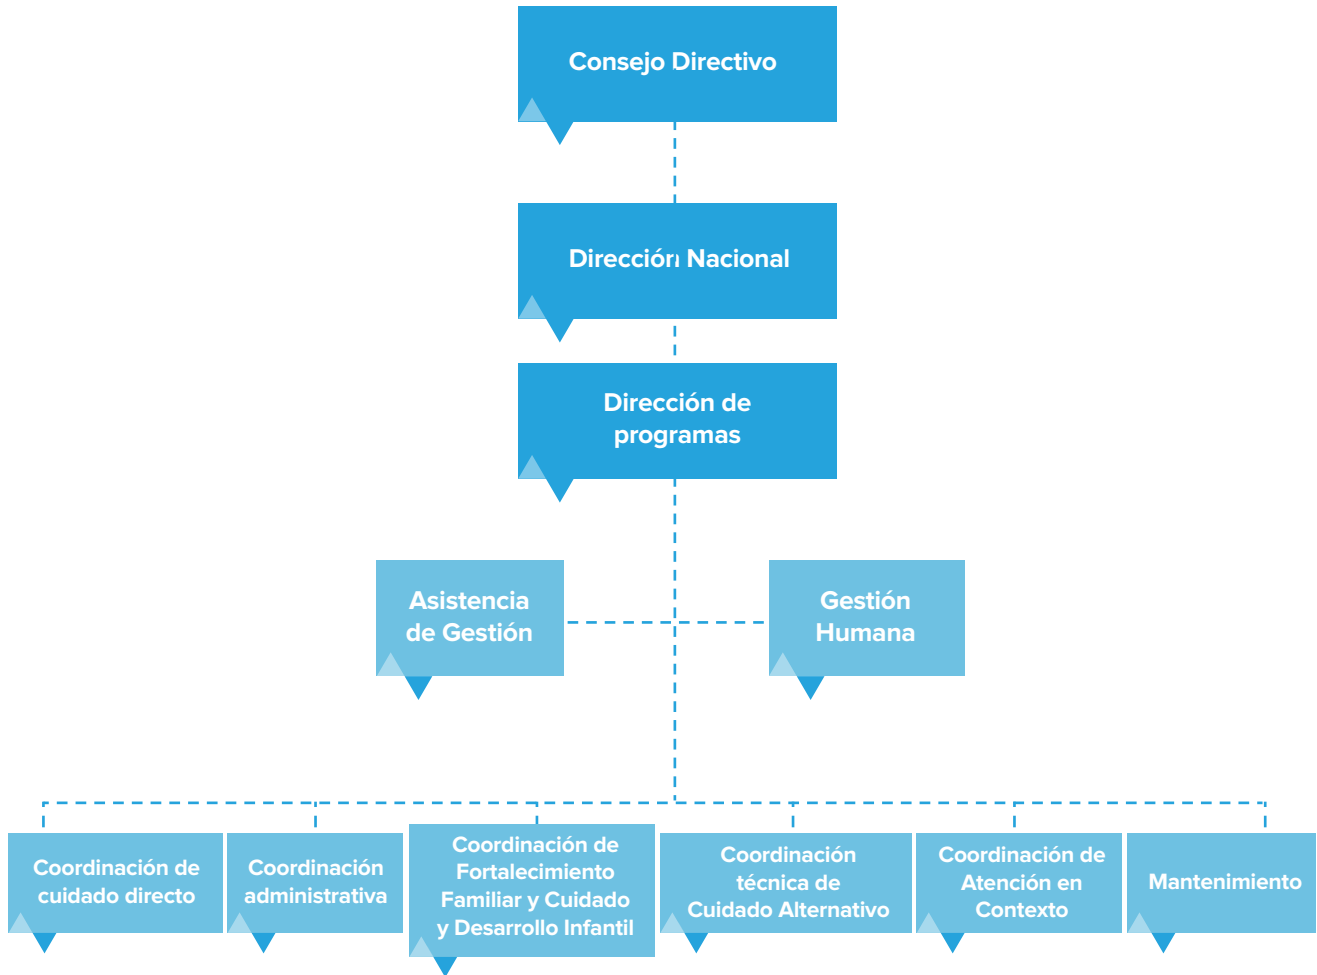 Consejo Directivo
Dirección Nacional
Dirección de
programas
Asistencia
de Gestión
Gestión
Humana
Coordinación de
cuidado directo
Coordinación
administrativa
Coordinación de
Fortalecimiento
Familiar y Cuidado
y Desarrollo Infantil
Coordinación
técnica de
Cuidado Alternativo
Coordinación de
Atención en
Contexto
Mantenimiento